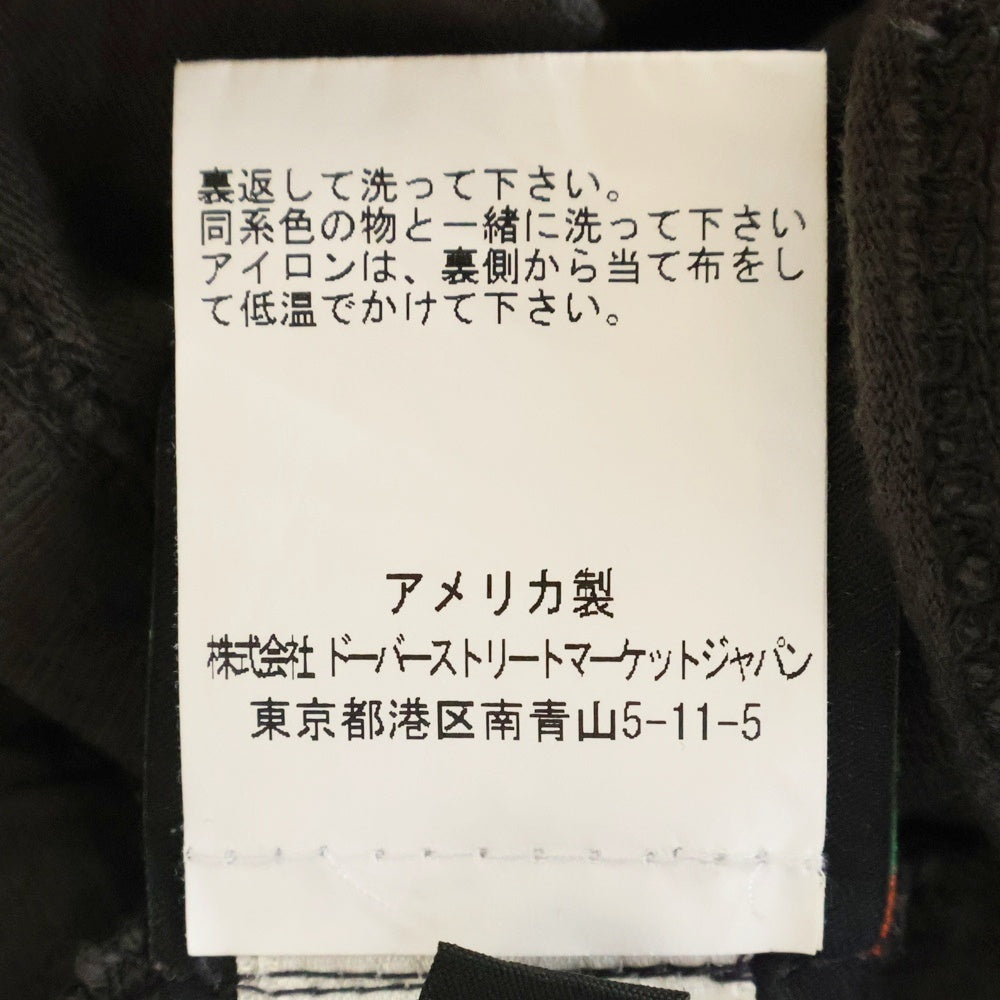 裏返して洗って下さい。
同系色の物と一緒に洗って下さい
アイロンは、裏側から当て布をし
て低温でかけて下さい。
アメリカ製
株式会社 ドーバーストリートマーケットジャパン
東京都港区南青山5-11-5